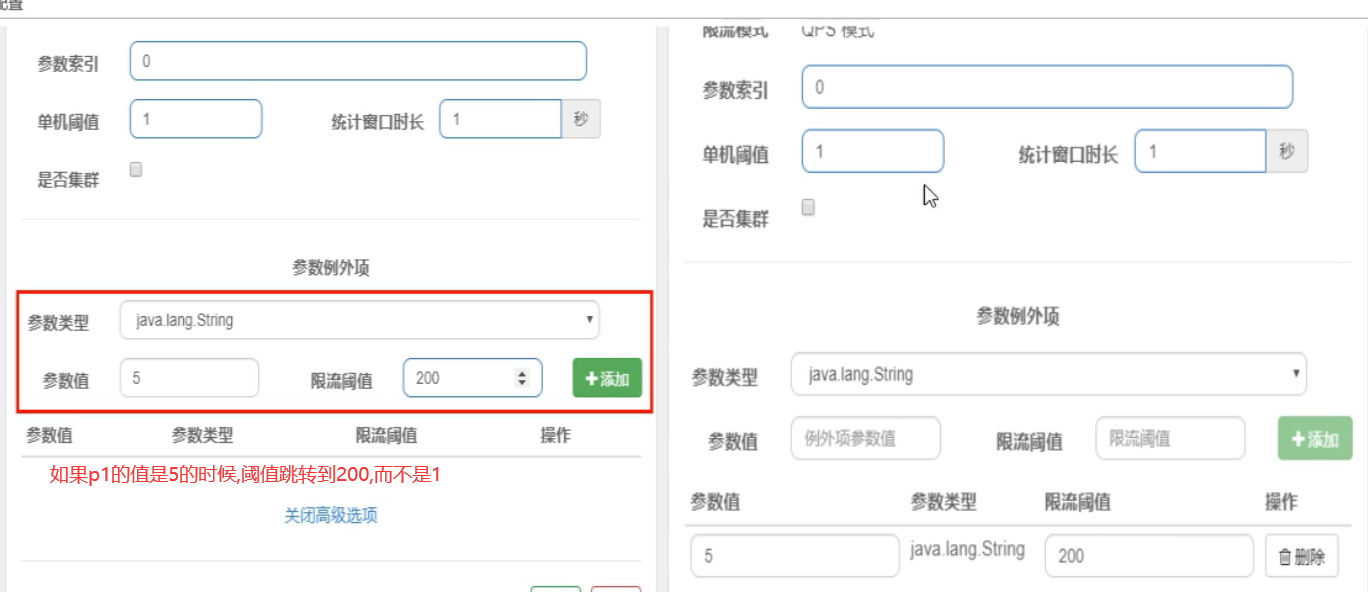 配置
参数索引 0
单机阈值 1 统计窗口时长 1 秒
是否集群
参数例外项
参数类型 java.lang.String
参数值 5 限流阈值 200 添加
参数值 参数类型 限流阈值 操作
如果p1的值是5的时候,阈值跳转到200,而不是1
关闭高级选项
限流模式 QPS 模式
参数索引 0
单机阈值 1 统计窗口时长 1 秒
是否集群
参数例外项
参数类型 java.lang.String
参数值 例外项参数值 限流阈值 限流阈值 添加
参数值 参数类型 限流阈值 操作
5 java.lang.String 200 删除